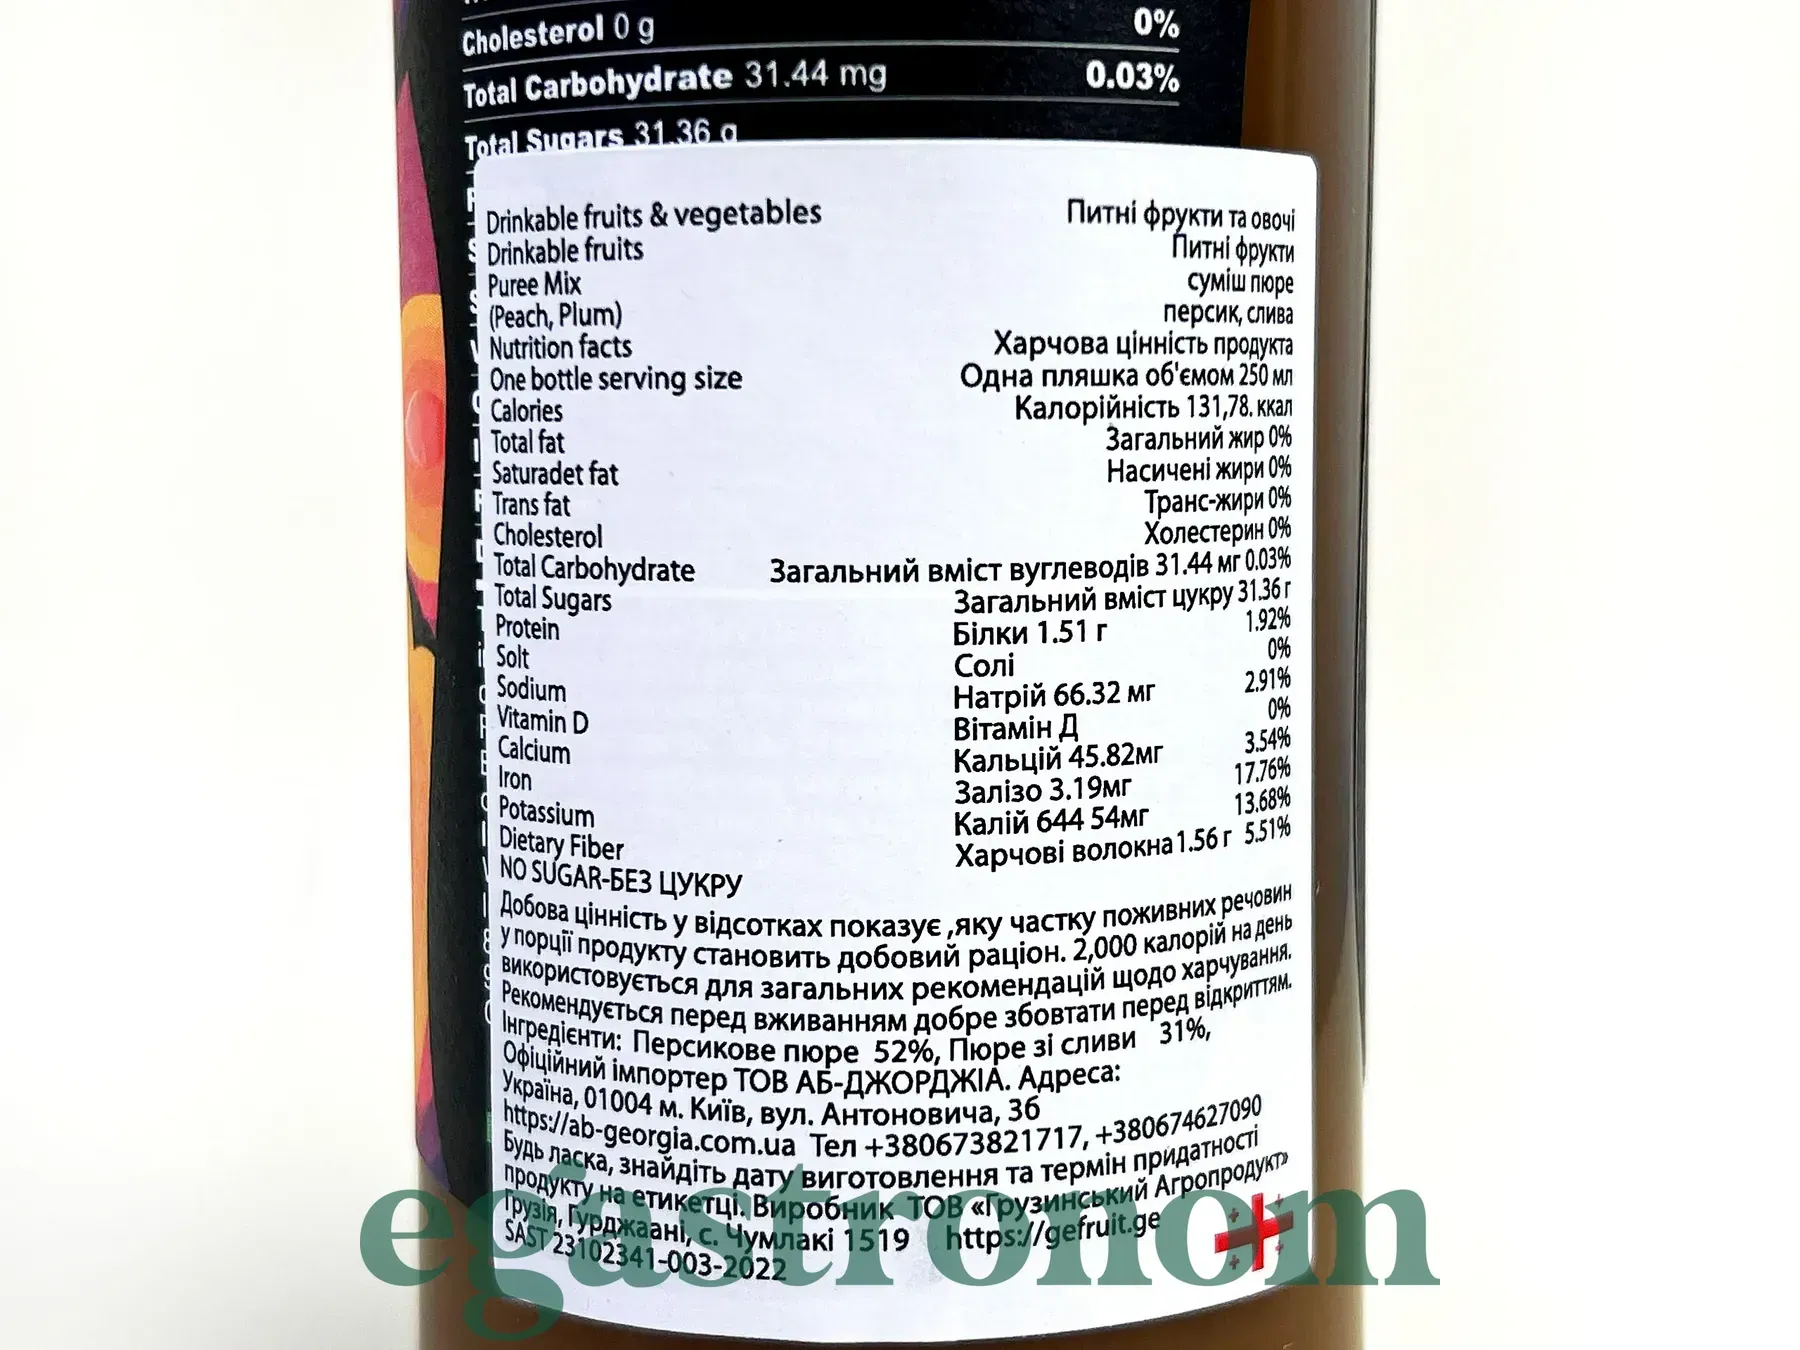 Cholesterol 0 g 0%
Total Carbohydrate 31.44 mg 0.03%
Total Sugars 31.36 g
Drinkable fruits & vegetables Питні фрукти та овочі
Drinkable fruits Питні фрукти
Puree Mix суміш пюре
(Peach, Plum) персик, слива
Nutrition facts Харчова цінність продукта
One bottle serving size Одна пляшка об'ємом 250 мл
Calories Калорійність 131,78. ккал
Total fat Загальний жир 0%
Saturadet fat Насичені жири 0%
Trans fat Транс-жири 0%
Cholesterol Холестерин 0%
Total Carbohydrate Загальний вміст вуглеводів 31.44 мг 0.03%
Total Sugars Загальний вміст цукру 31.36 г
Protein Білки 1.51 г 1.92%
Solt Солі 0%
Sodium Натрій 66.32 мг 2.91%
Vitamin D Вітамін Д 0%
Calcium Кальцій 45.82мг 3.54%
Iron Залізо 3.19мг 17.76%
Potassium Калій 644 54мг 13.68%
Dietary Fiber Харчові волокна 1.56 г 5.51%
NO SUGAR-БЕЗ ЦУКРУ
Добова цінність у відсотках показує ,яку частку поживних речовин
у порції продукту становить добовий раціон. 2,000 калорій на день
використовується для загальних рекомендацій щодо харчування.
Рекомендується перед вживанням добре збовтати перед відкриттям.
Інгредієнти: Персикове пюре 52%, Пюре зі сливи 31%,
Офіційний імпортер ТОВ АБ-ДЖОРДЖІА. Адреса:
Україна, 01004 м. Київ, вул. Антоновича, 3б
https://ab-georgia.com.ua Тел +380673821717, +380674627090
Будь ласка, знайдіть дату виготовлення та термін придатності
продукту на етикетці. Виробник ТОВ «Грузинський Агропродукт»
Грузія, Гурджаані, с. Чумлакі 1519 https://gefruit.ge
SAST 23102341-003-2022
egastronom